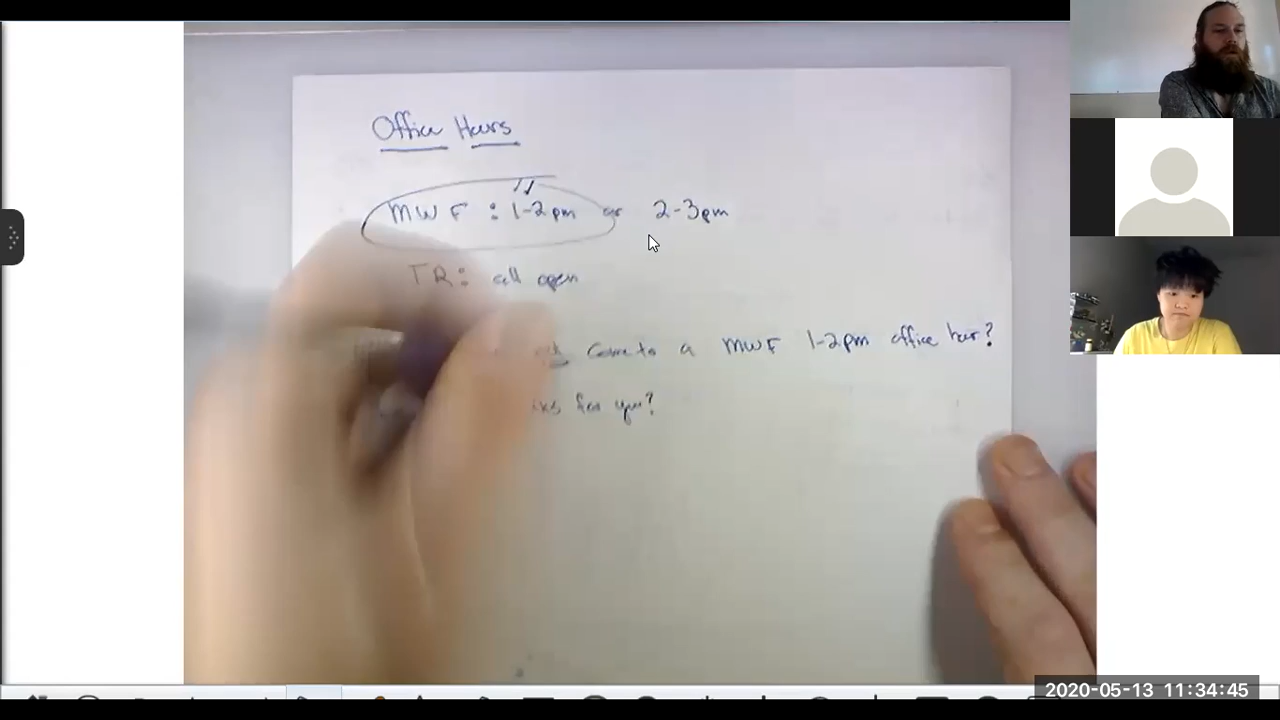 Office Hours
MWF : 1-2pm or 2-3pm
TR: all open
come to a MWF 1-2pm office hour?
for you?
2020-05-13 11:34:45